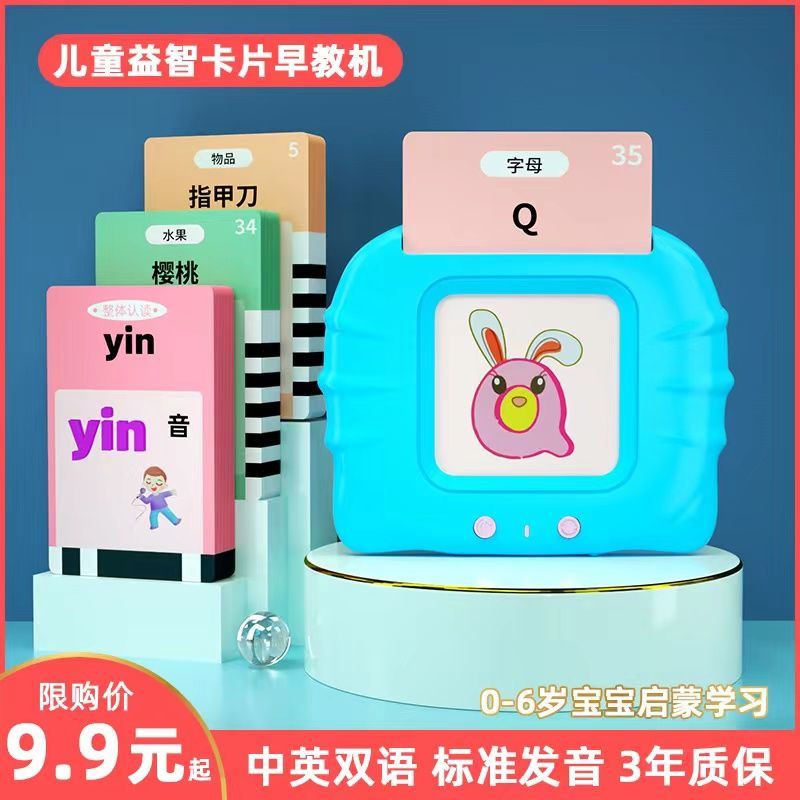 儿童益智卡片早教机
物品
5
指甲刀
水果
34
樱桃
整体认读
yin
yin 音
字母
35
Q
0-6岁宝宝启蒙学习
限购价
9.9元起
中英双语 标准发音 3年质保